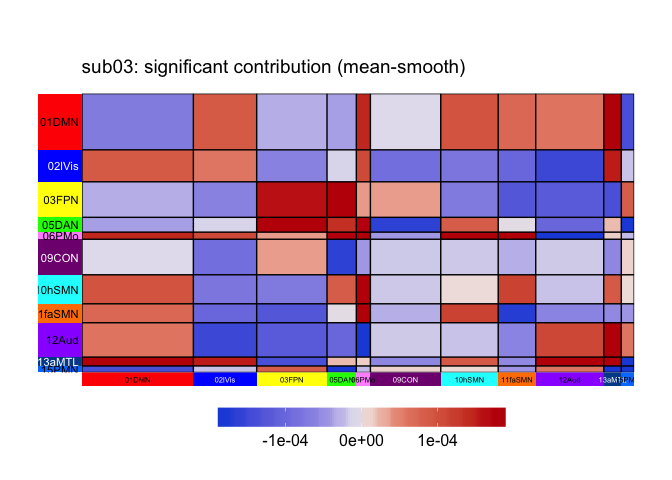 sub03: significant contribution (mean-smooth)
01DMN
02lVis
03FPN
05DAN
06PMo
09CON
10hSMN
1faSMN
12Aud
13aMTL
15PMN
01DMN 02lVis 03FPN 05DAN 06PMo 09CON 10hSMN 11faSMN 12Aud 13aMTL
-1e-04 0e+00 1e-04